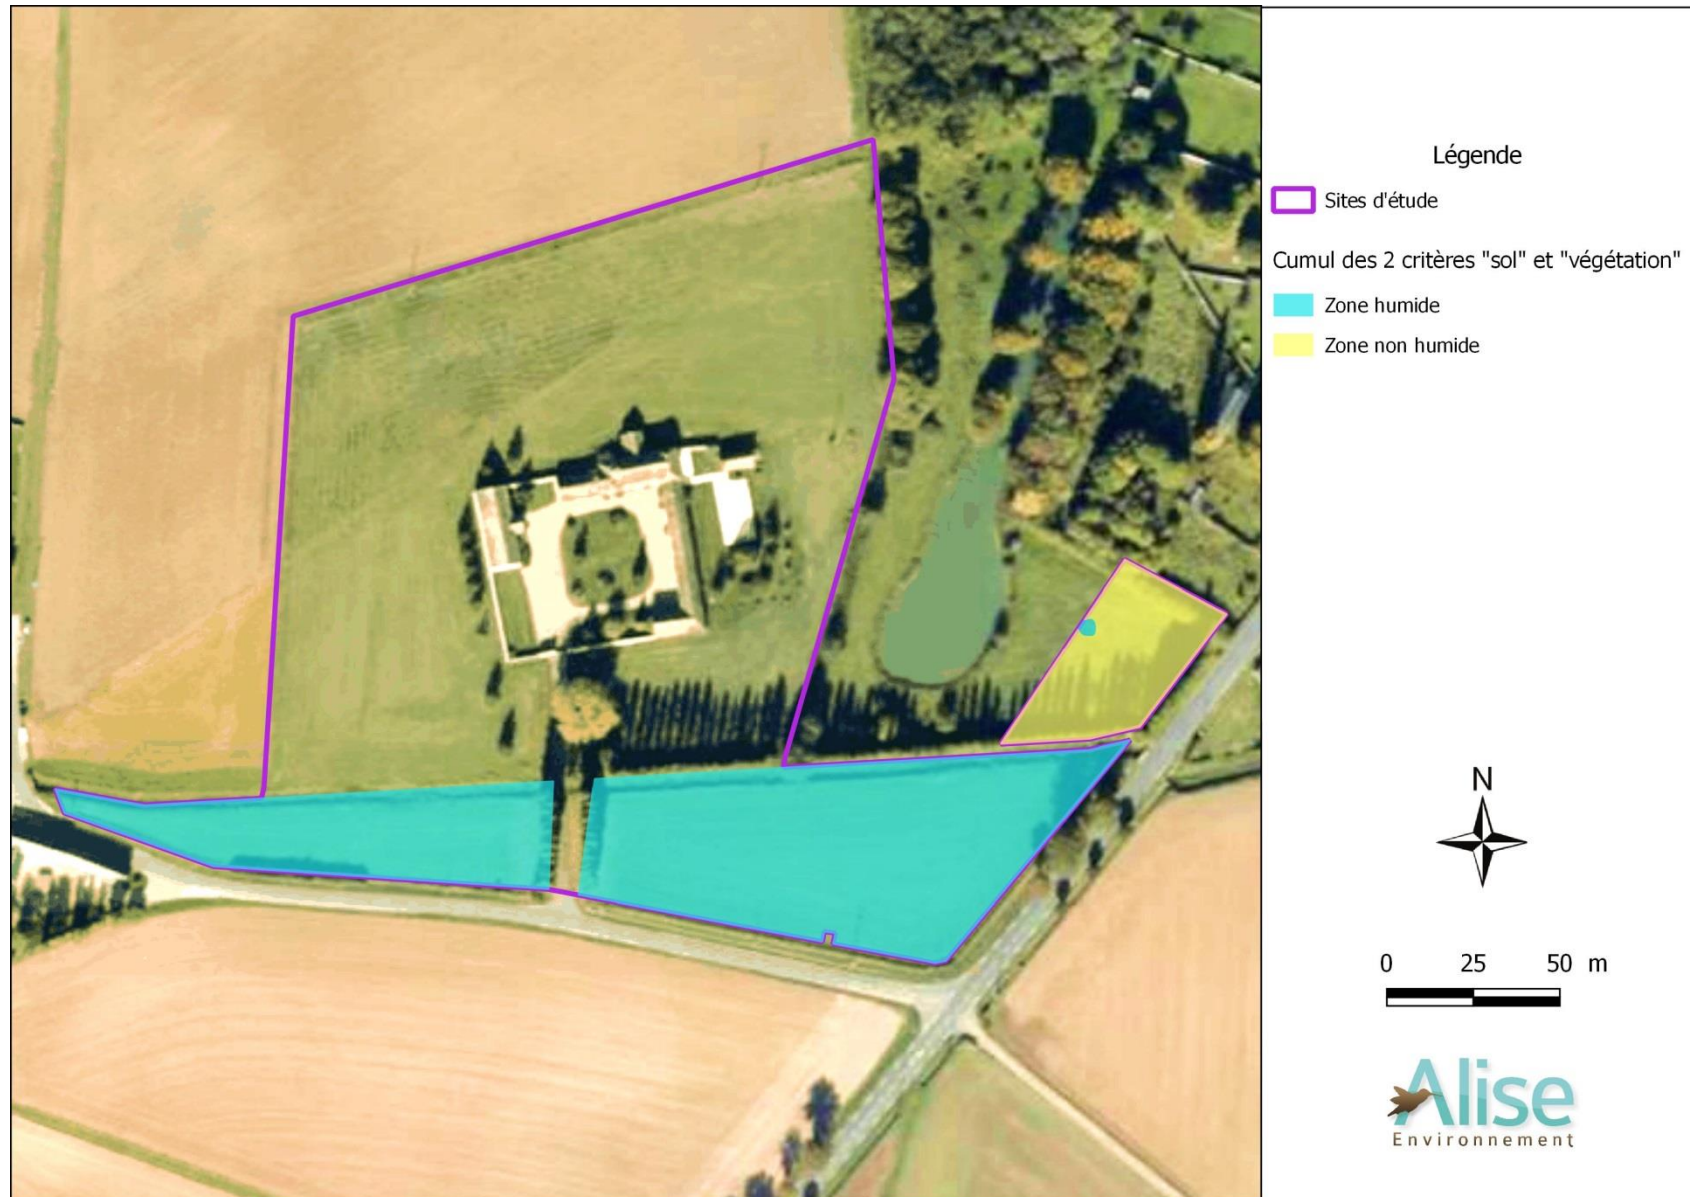 Légende
Sites d'étude
Cumul des 2 critères "sol" et "végétation"
Zone humide
Zone non humide
N
0 25 50 m
Alise
Environnement